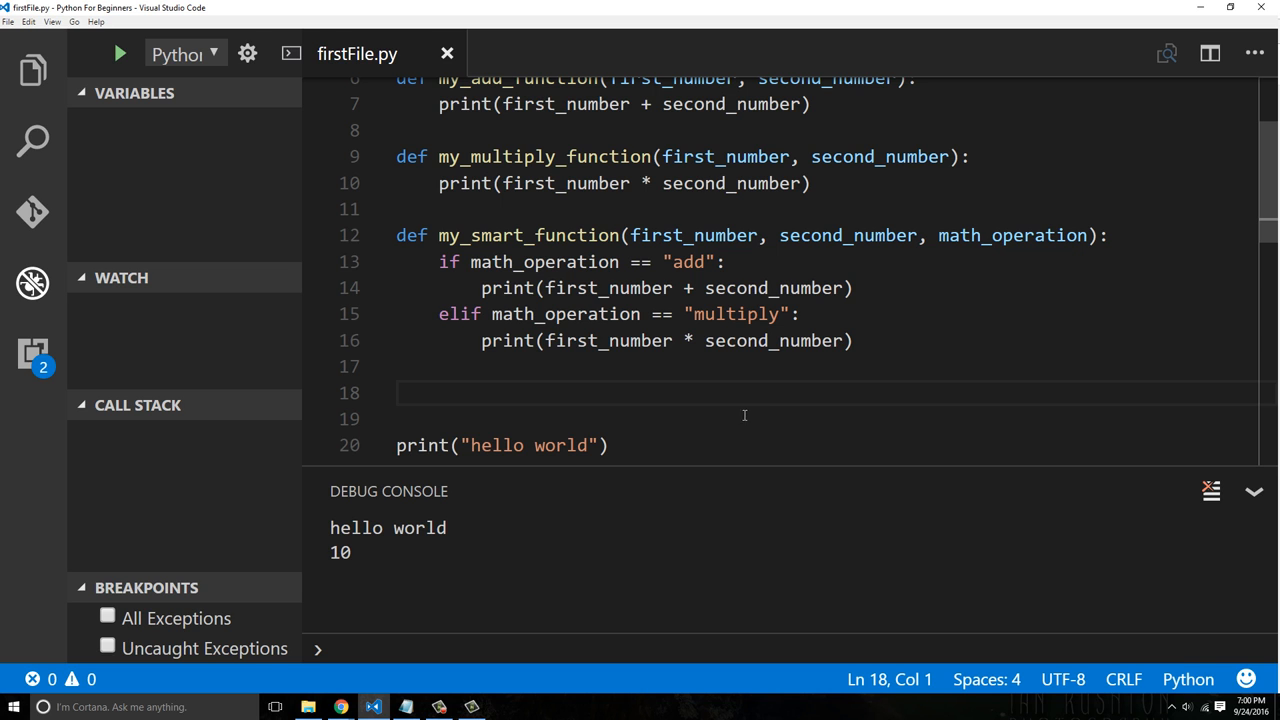 firstFile.py - Python For Beginners - Visual Studio Code
File Edit View Go Help
Python firstFile.py
VARIABLES
WATCH
CALL STACK
BREAKPOINTS
All Exceptions
Uncaught Exceptions
2
6 def my_add_function(first_number, second_number):
7 print(first_number + second_number)
8
9 def my_multiply_function(first_number, second_number):
10 print(first_number * second_number)
11
12 def my_smart_function(first_number, second_number, math_operation):
13 if math_operation == "add":
14 print(first_number + second_number)
15 elif math_operation == "multiply":
16 print(first_number * second_number)
17
18
19
20 print("hello world")
DEBUG CONSOLE
hello world
10
0 0 Ln 18, Col 1 Spaces: 4 UTF-8 CRLF Python
I'm Cortana. Ask me anything.
7:00 PM
9/24/2016